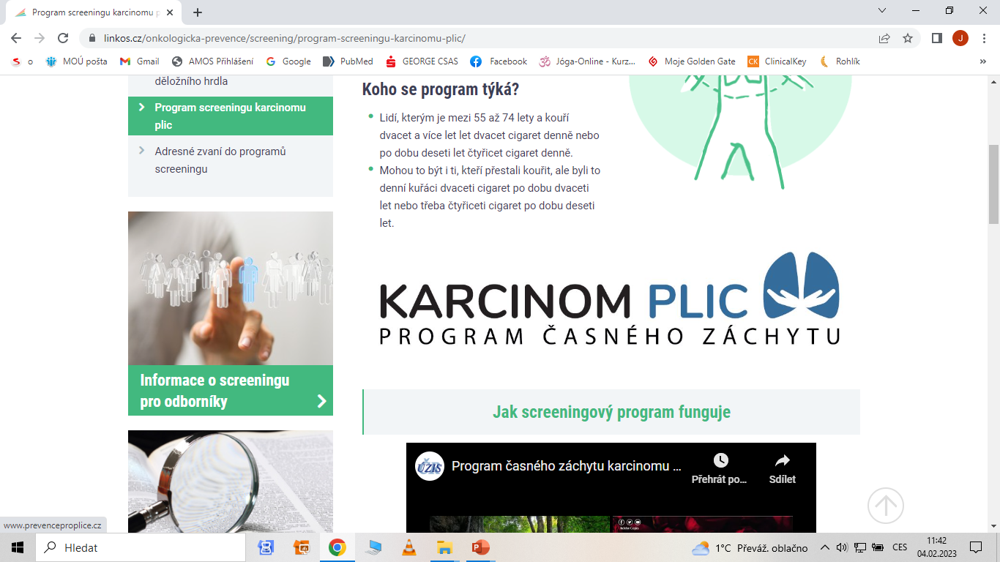 Program screeningu karcinomu p
linkos.cz/onkologicka-prevence/screening/program-screeningu-karcinomu-plic/
J
s o
MOÚ pošta
Gmail
AMOS Přihlášení
Google
PubMed
GEORGE CSAS
Facebook
Jóga-Online - Kurz...
Moje Golden Gate
CK ClinicalKey
Rohlík
»
děložního hrdla
Program screeningu karcinomu
plic
Adresné zvaní do programů
screeningu
Informace o screeningu
pro odborníky
Koho se program týká?
Lidí, kterým je mezi 55 až 74 lety a kouří
dvacet a více let let dvacet cigaret denně nebo
po dobu deseti let čtyřicet cigaret denně.
Mohou to být i ti, kteří přestali kouřit, ale byli to
denní kuřáci dvaceti cigaret po dobu dvaceti
let nebo třeba čtyřiceti cigaret po dobu deseti
let.
KARCINOM PLIC
PROGRAM ČASNÉHO ZÁCHYTU
Jak screeningový program funguje
ÚZIS
Program časného záchytu karcinomu ...
Přehrát po...
Sdílet
www.prevenceproplice.cz
Hledat
1°C Převáž. oblačno
CES
11:42
04.02.2023